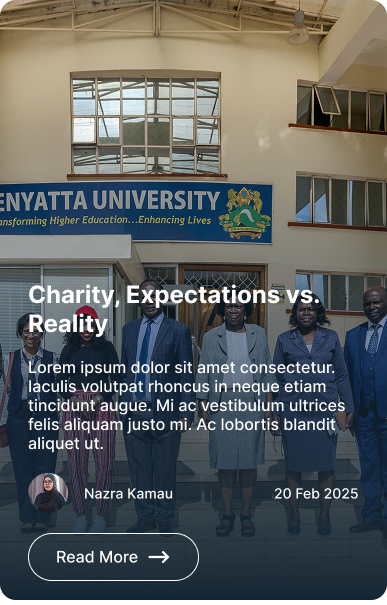 ENYATTA UNIVERSITY
ansforming Higher Education...Enhancing Lives
Charity, Expectations vs.
Reality
Lorem ipsum dolor sit amet consectetur.
Iaculis volutpat rhoncus in neque etiam
tincidunt augue. Mi ac vestibulum ultrices
felis aliquam justo mi. Ac lobortis blandit
aliquet ut.
Nazra Kamau
20 Feb 2025
Read More